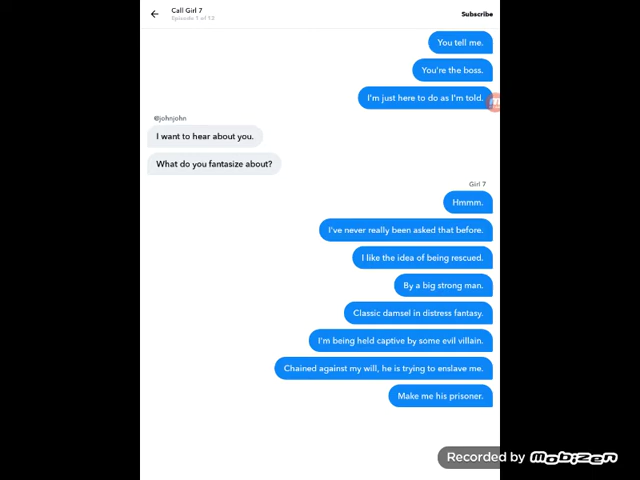 Call Girl 7
Episode 1 of 12
Subscribe
You tell me.
You're the boss.
I'm just here to do as I'm told.
@johnjohn
I want to hear about you.
What do you fantasize about?
Girl 7
Hmmm.
I've never really been asked that before.
I like the idea of being rescued.
By a big strong man.
Classic damsel in distress fantasy.
I'm being held captive by some evil villain.
Chained against my will, he is trying to enslave me.
Make me his prisoner.
Recorded by Mobizen